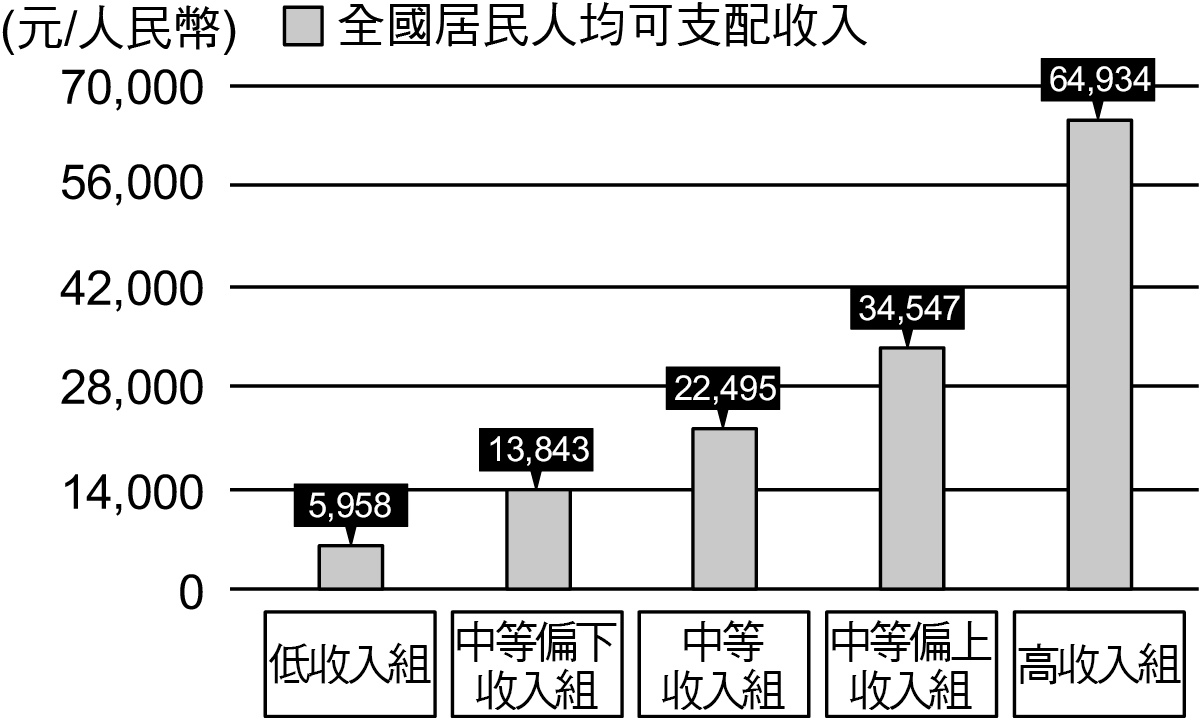 (元/人民幣)
全國居民人均可支配收入
70,000
56,000
42,000
28,000
14,000
0
5,958
13,843
22,495
34,547
64,934
低收入組
中等偏下
收入組
中等
收入組
中等偏上
收入組
高收入組